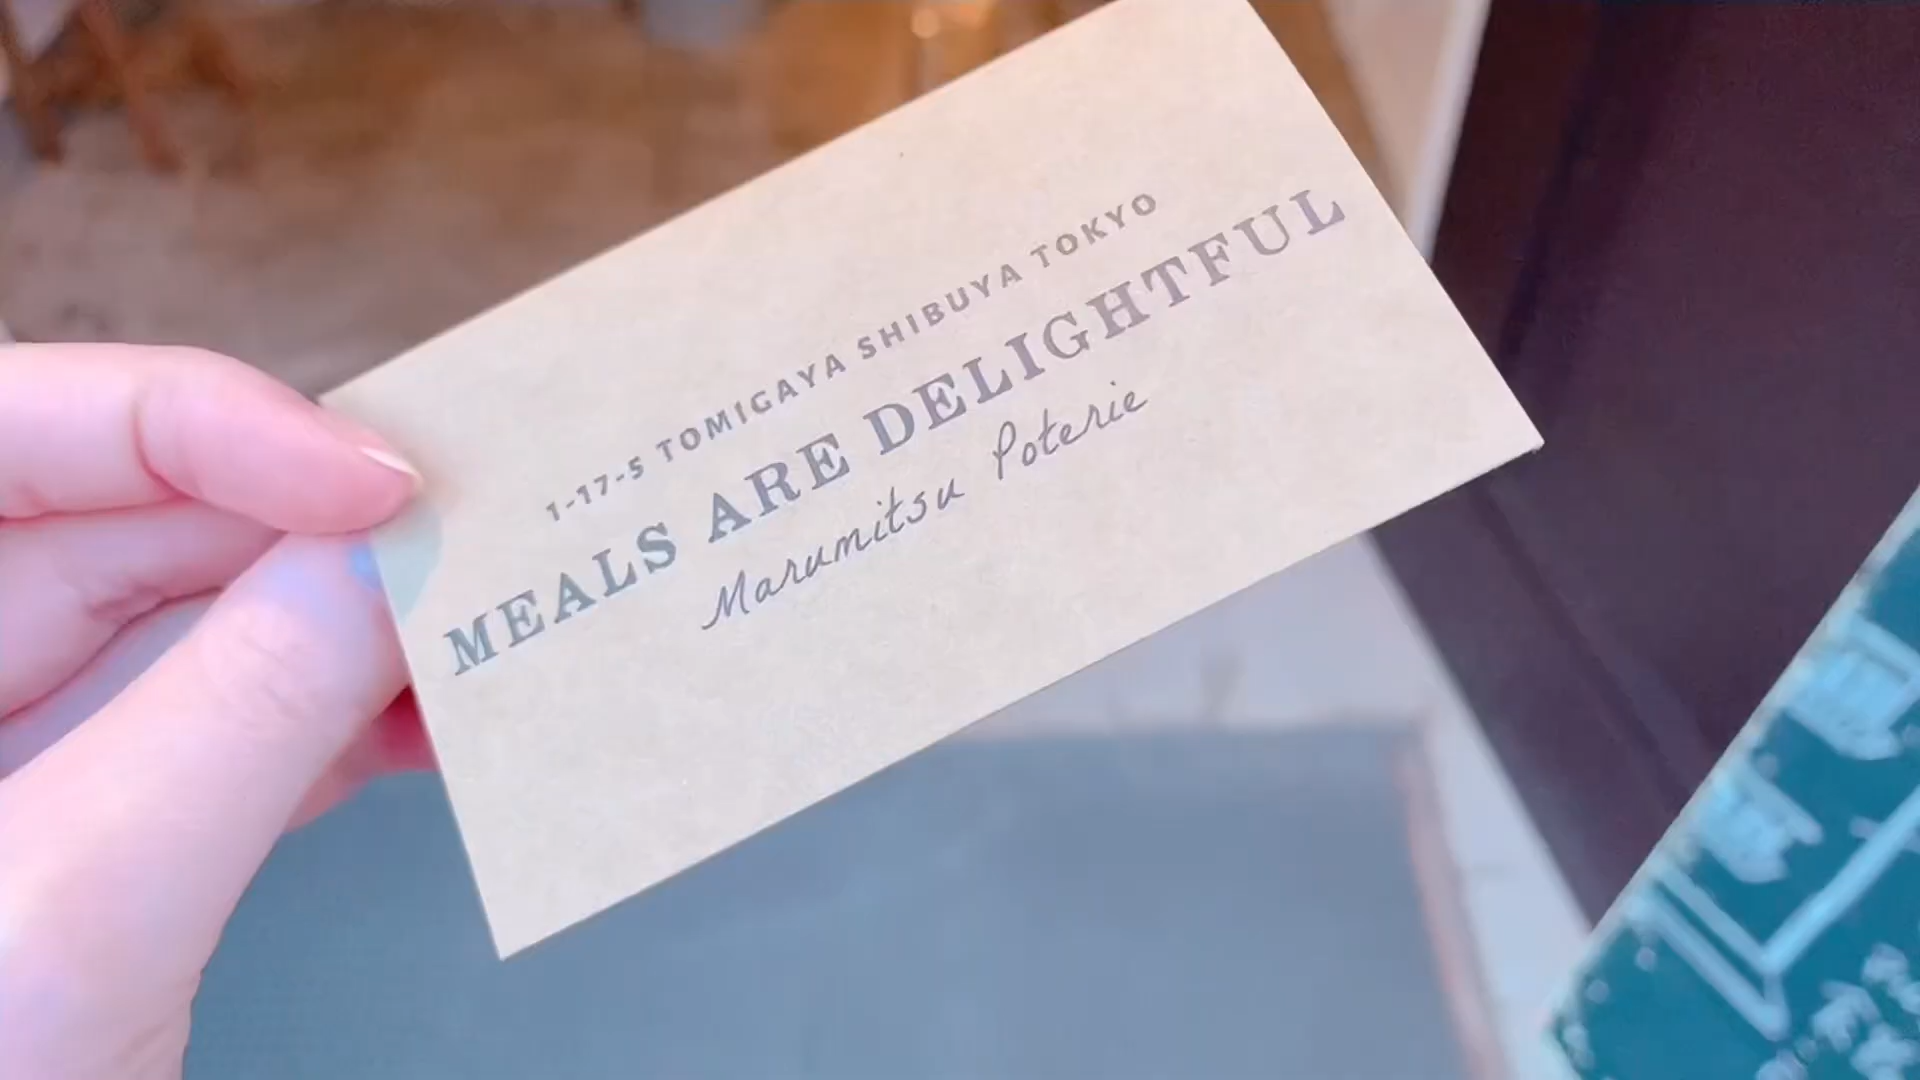 1-17-5 TOMIGAYA SHIBUYA TOKYO
MEALS ARE DELIGHTFUL
Marumitsu Poterie